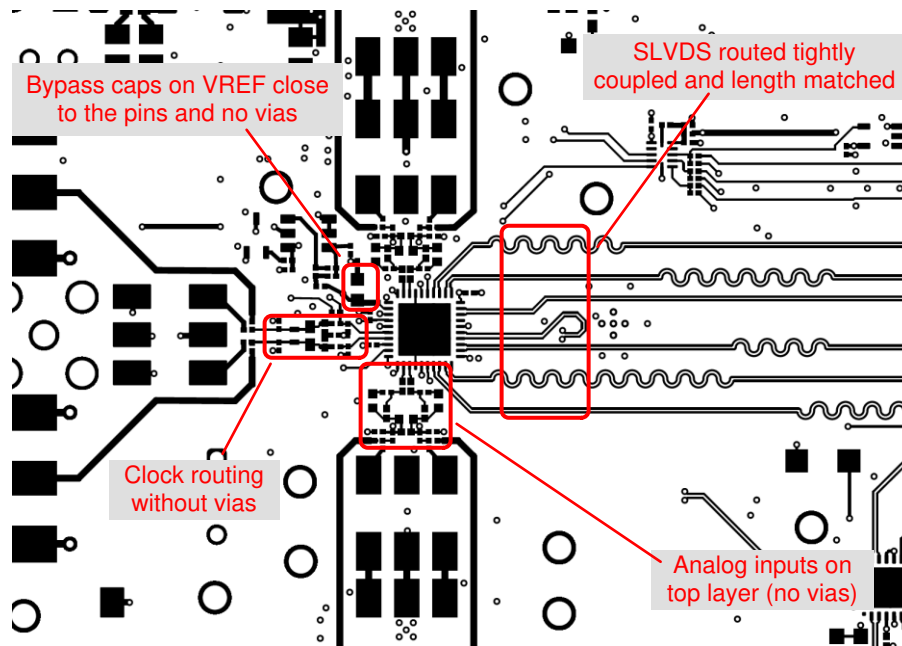 Bypass caps on VREF close
to the pins and no vias
SLVDS routed tightly
coupled and length matched
Clock routing
without vias
Analog inputs on
top layer (no vias)